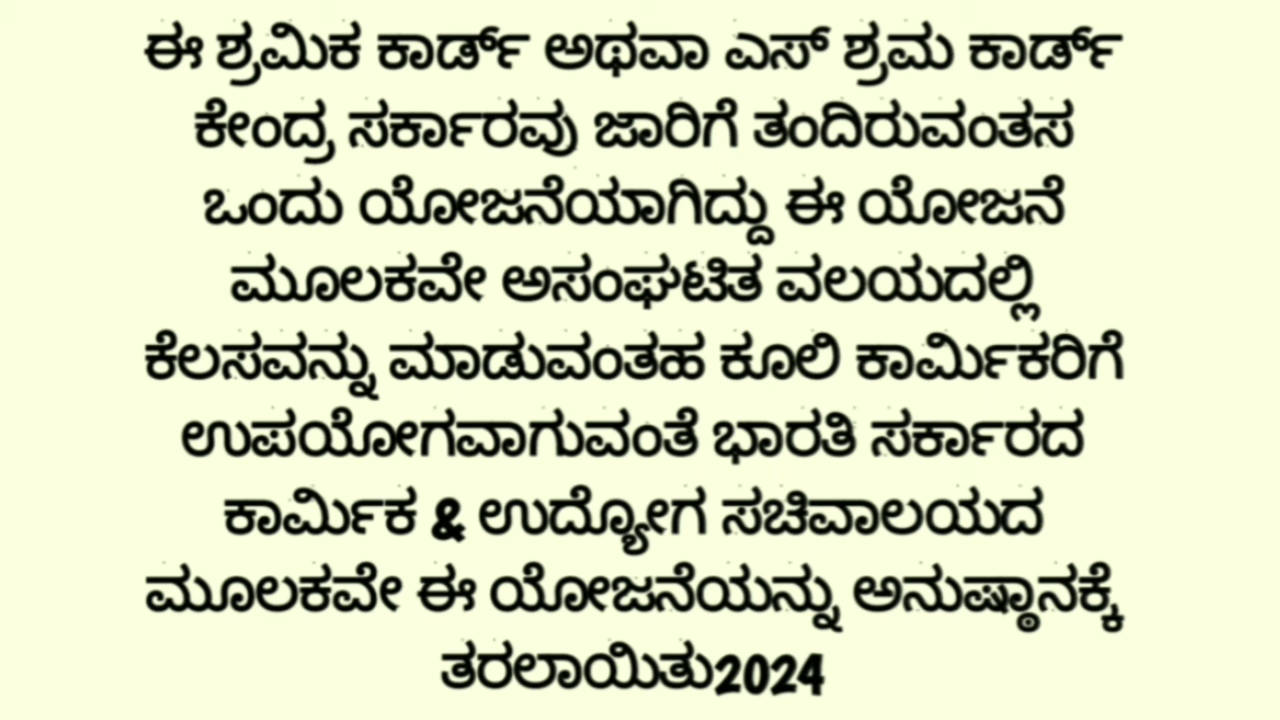 ಈ ಶ್ರಮಿಕ ಕಾರ್ಡ್ ಅಥವಾ ಎಸ್ ಶ್ರಮ ಕಾರ್ಡ್
ಕೇಂದ್ರ ಸರ್ಕಾರವು ಜಾರಿಗೆ ತಂದಿರುವಂತಸ
ಒಂದು ಯೋಜನೆಯಾಗಿದ್ದು ಈ ಯೋಜನೆ
ಮೂಲಕವೇ ಅಸಂಘಟಿತ ವಲಯದಲ್ಲಿ
ಕೆಲಸವನ್ನು ಮಾಡುವಂತಹ ಕೂಲಿ ಕಾರ್ಮಿಕರಿಗೆ
ಉಪಯೋಗವಾಗುವಂತೆ ಭಾರತಿ ಸರ್ಕಾರದ
ಕಾರ್ಮಿಕ & ಉದ್ಯೋಗ ಸಚಿವಾಲಯದ
ಮೂಲಕವೇ ಈ ಯೋಜನೆಯನ್ನು ಅನುಷ್ಠಾನಕ್ಕೆ
ತರಲಾಯಿತು2024